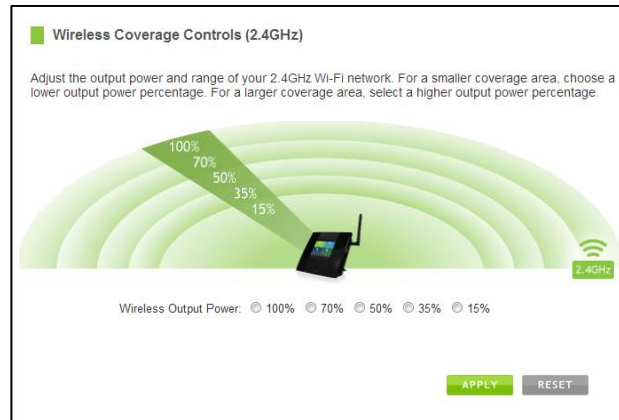 Wireless Coverage Controls (2.4GHz)
Adjust the output power and range of your 2.4GHz Wi-Fi network. For a smaller coverage area, choose a
lower output power percentage. For a larger coverage area, select a higher output power percentage.
100%
70%
50%
35%
15%
2.4GHz
Wireless Output Power: 100% 70% 50% 35% 15%
APPLY RESET